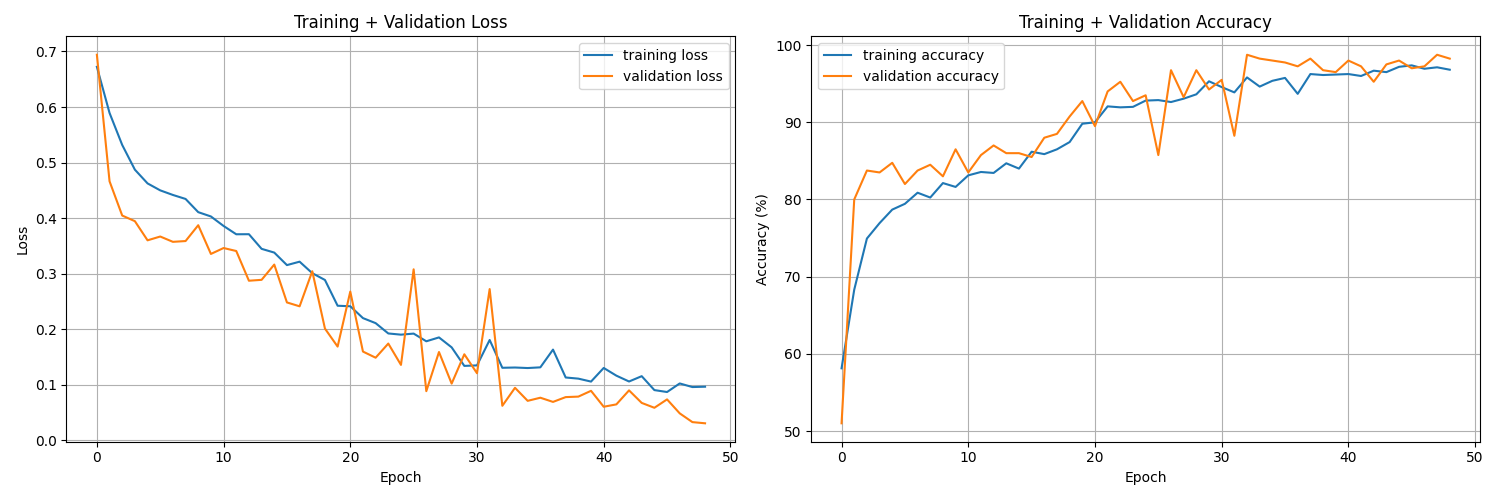 Training + Validation Loss
0.7
0.6
0.5
0.4
0.3
0.2
0.1
0.0
Loss
training loss
validation loss
0 10 20 30 40 50
Epoch
Training + Validation Accuracy
100
90
80
70
60
50
Accuracy (%)
training accuracy
validation accuracy
0 10 20 30 40 50
Epoch